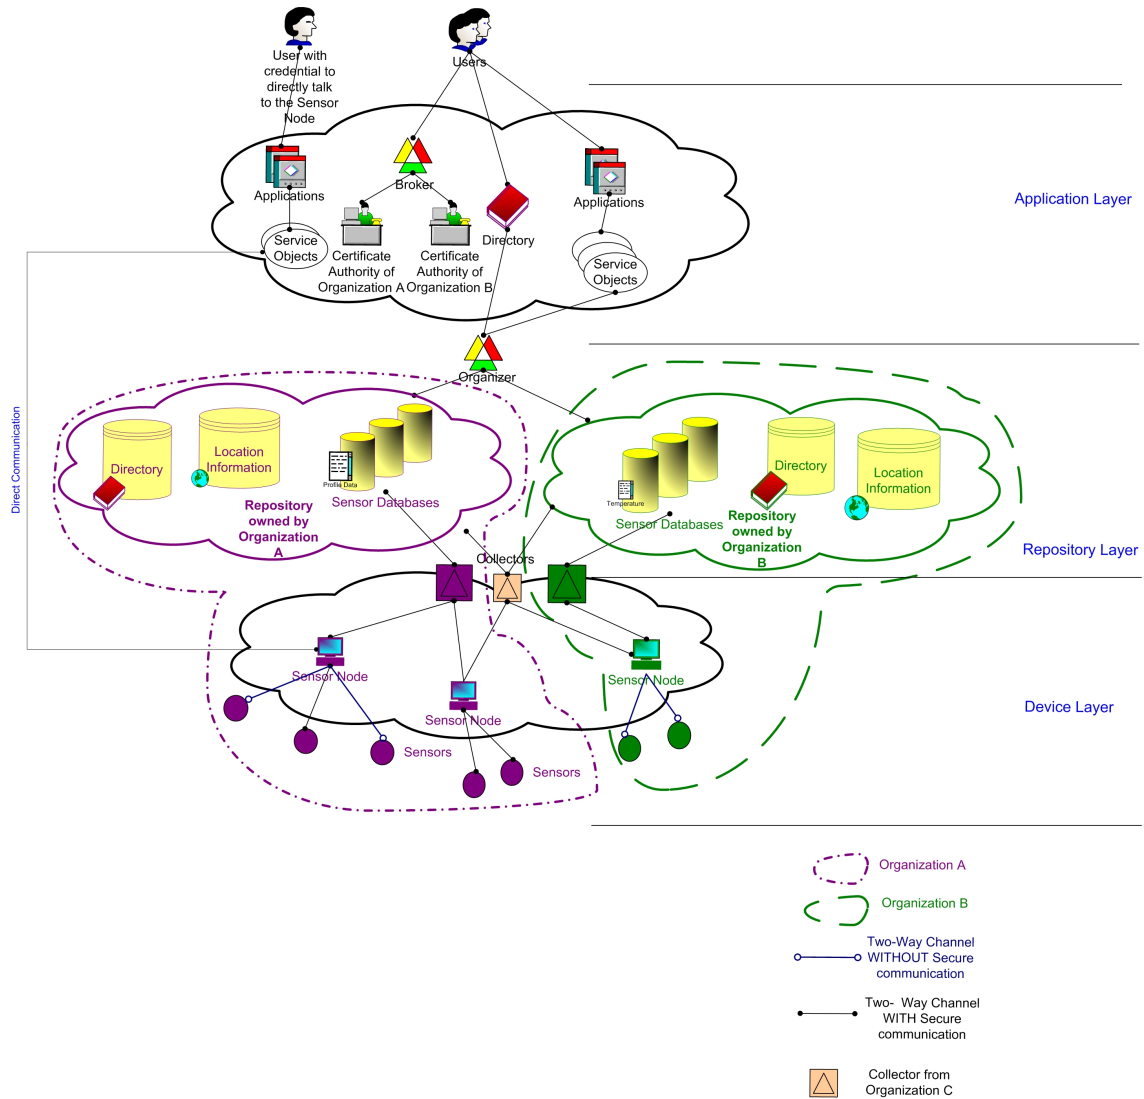 User with
credential to
directly talk
to the Sensor
Node
Users
Application Layer
Applications
Broker
Applications
Directory
Service
Objects
Certificate
Authority of
Organization A
Certificate
Authority of
Organization B
Service
Objects
Organizer
Direct Communication
Directory
Location
Information
Profile Data
Sensor Databases
Repository
owned by
Organization
A
Temperature
Sensor Databases
Directory
Location
Information
Repository
owned by
Organization
B
Repository Layer
Collectors
Sensor Node
Sensor Node
Sensor Node
Device Layer
Sensors
Sensors
Organization A
Organization B
Two-Way Channel
WITHOUT Secure
communication
Two- Way Channel
WITH Secure
communication
Collector from
Organization C